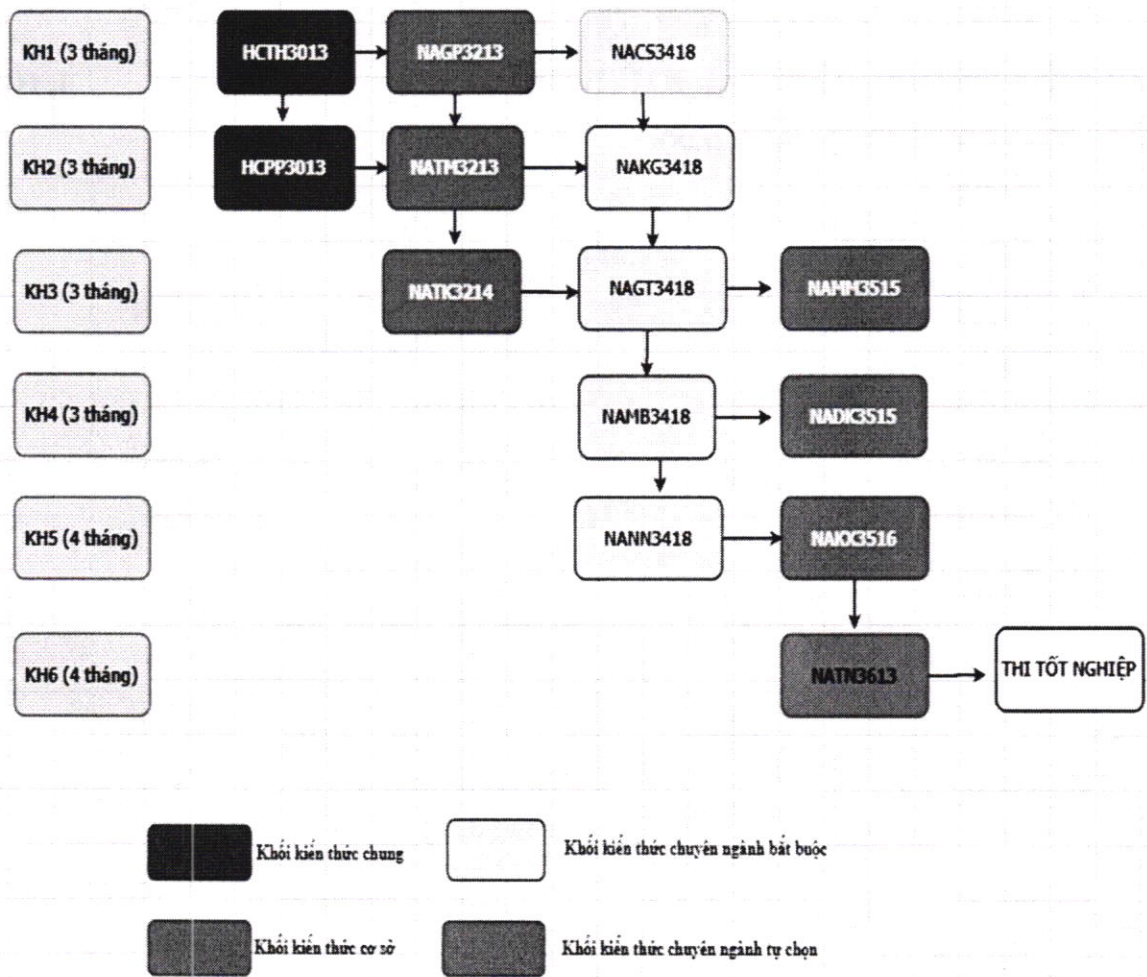 KH1 (3 tháng)
HCTH3013
NAGP3213
NACS3418
KH2 (3 tháng)
HCPP3013
NATM3213
NAKG3418
KH3 (3 tháng)
NATK3214
NAGT3418
NAMM3515
KH4 (3 tháng)
NAMB3418
NADK3515
KH5 (4 tháng)
NANN3418
NAKX3516
KH6 (4 tháng)
NATN3613
THI TỐT NGHIỆP
Khối kiến thức chung
Khối kiến thức chuyên ngành bắt buộc
Khối kiến thức cơ sở
Khối kiến thức chuyên ngành tự chọn